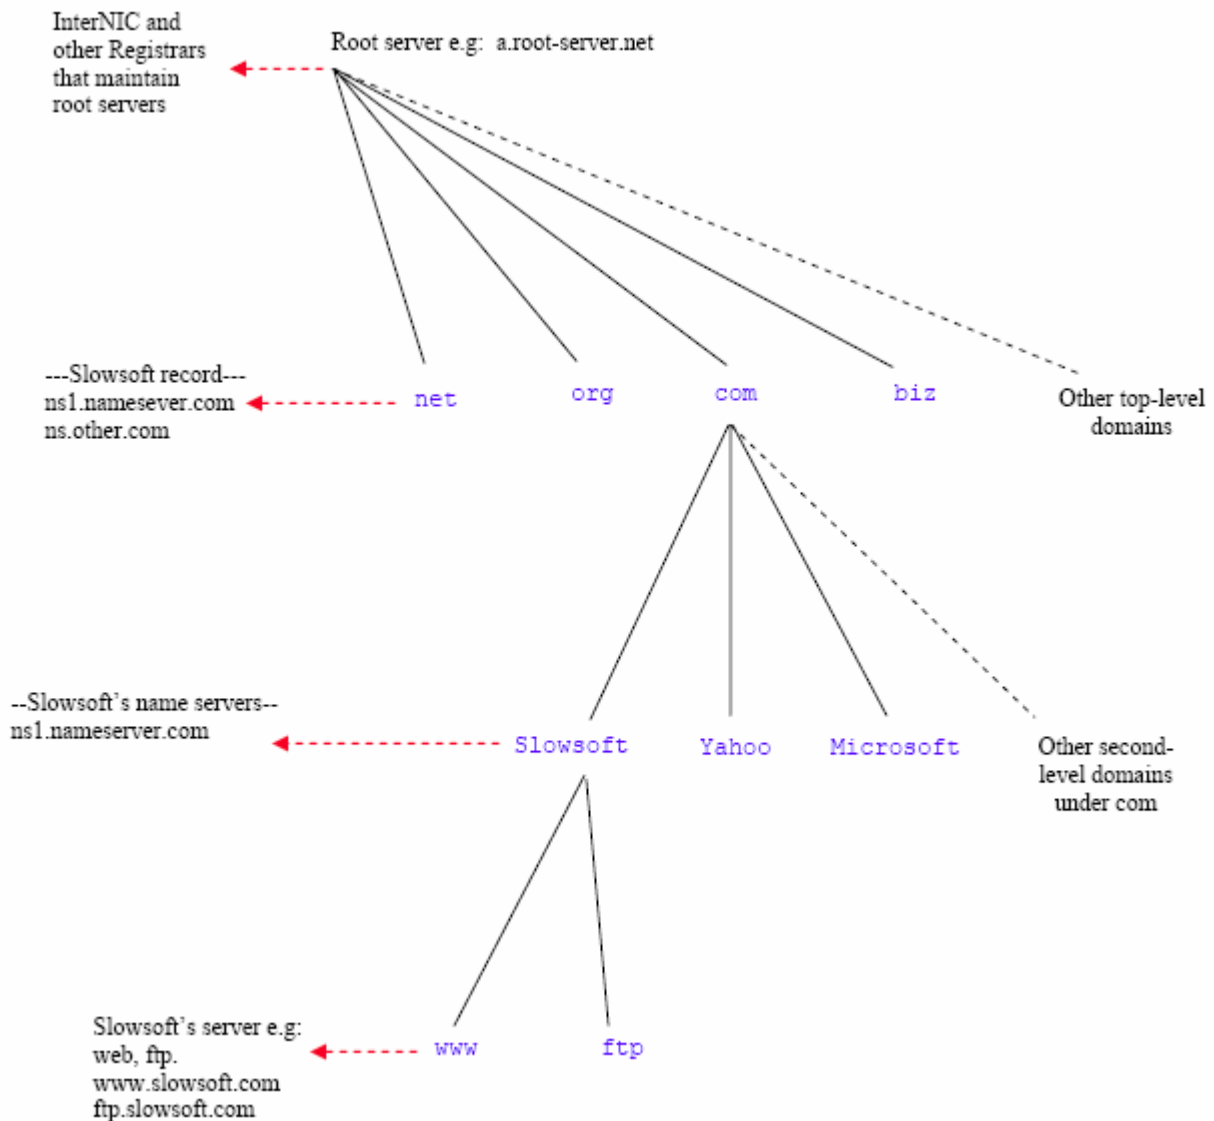 InterNIC and
other Registrars
that maintain
root servers
Root server e.g: a.root-server.net
---Slowsoft record---
ns1.namesever.com
ns.other.com
net
org
com
biz
Other top-level
domains
--Slowsoft's name servers--
ns1.nameserver.com
Slowsoft
Yahoo
Microsoft
Other second-
level domains
under com
Slowsoft's server e.g:
web, ftp.
www.slowsoft.com
ftp.slowsoft.com
www
ftp